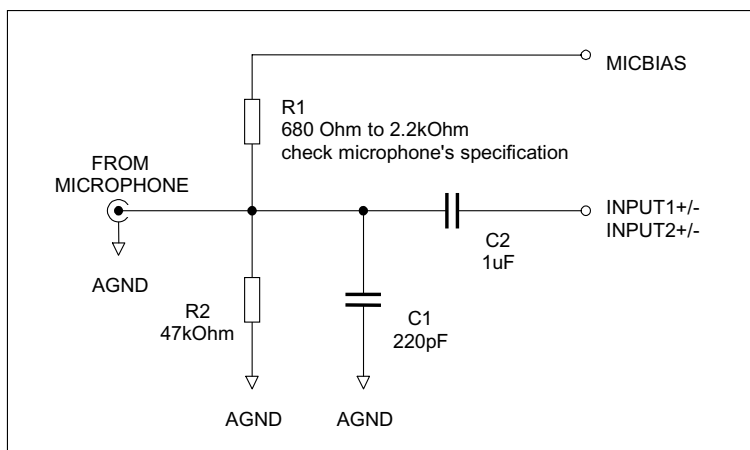 MICBIAS
R1
680 Ohm to 2.2kOhm
check microphone's specification
FROM
MICROPHONE
INPUT1+/-
INPUT2+/-
C2
1uF
AGND
R2
47kOhm
C1
220pF
AGND
AGND